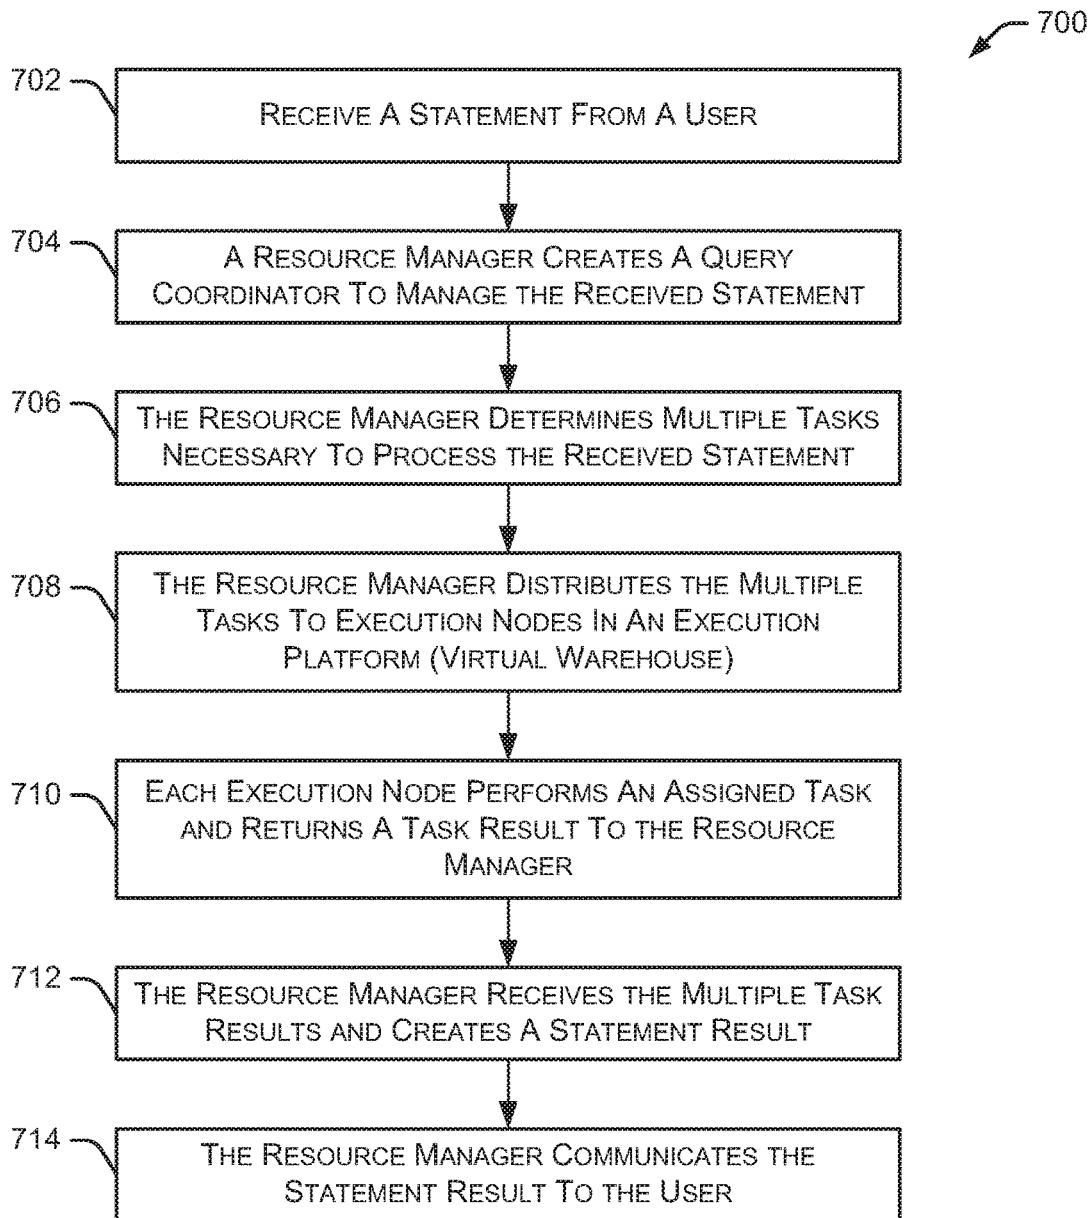 700
702
RECEIVE A STATEMENT FROM A USER
704
A RESOURCE MANAGER CREATES A QUERY
COORDINATOR TO MANAGE THE RECEIVED STATEMENT
706
THE RESOURCE MANAGER DETERMINES MULTIPLE TASKS
NECESSARY TO PROCESS THE RECEIVED STATEMENT
708
THE RESOURCE MANAGER DISTRIBUTES THE MULTIPLE
TASKS TO EXECUTION NODES IN AN EXECUTION
PLATFORM (VIRTUAL WAREHOUSE)
710
EACH EXECUTION NODE PERFORMS AN ASSIGNED TASK
AND RETURNS A TASK RESULT TO THE RESOURCE
MANAGER
712
THE RESOURCE MANAGER RECEIVES THE MULTIPLE TASK
RESULTS AND CREATES A STATEMENT RESULT
714
THE RESOURCE MANAGER COMMUNICATES THE
STATEMENT RESULT TO THE USER